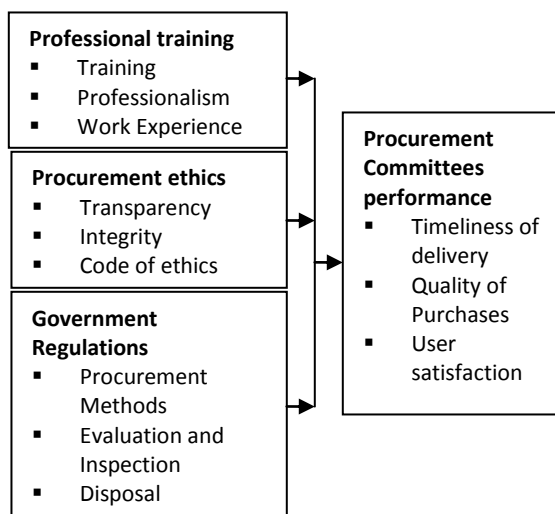 Professional training
▪ Training
▪ Professionalism
▪ Work Experience
Procurement ethics
▪ Transparency
▪ Integrity
▪ Code of ethics
Government
Regulations
▪ Procurement
Methods
▪ Evaluation and
Inspection
▪ Disposal
Procurement
Committees
performance
▪ Timeliness of
delivery
▪ Quality of
Purchases
▪ User
satisfaction